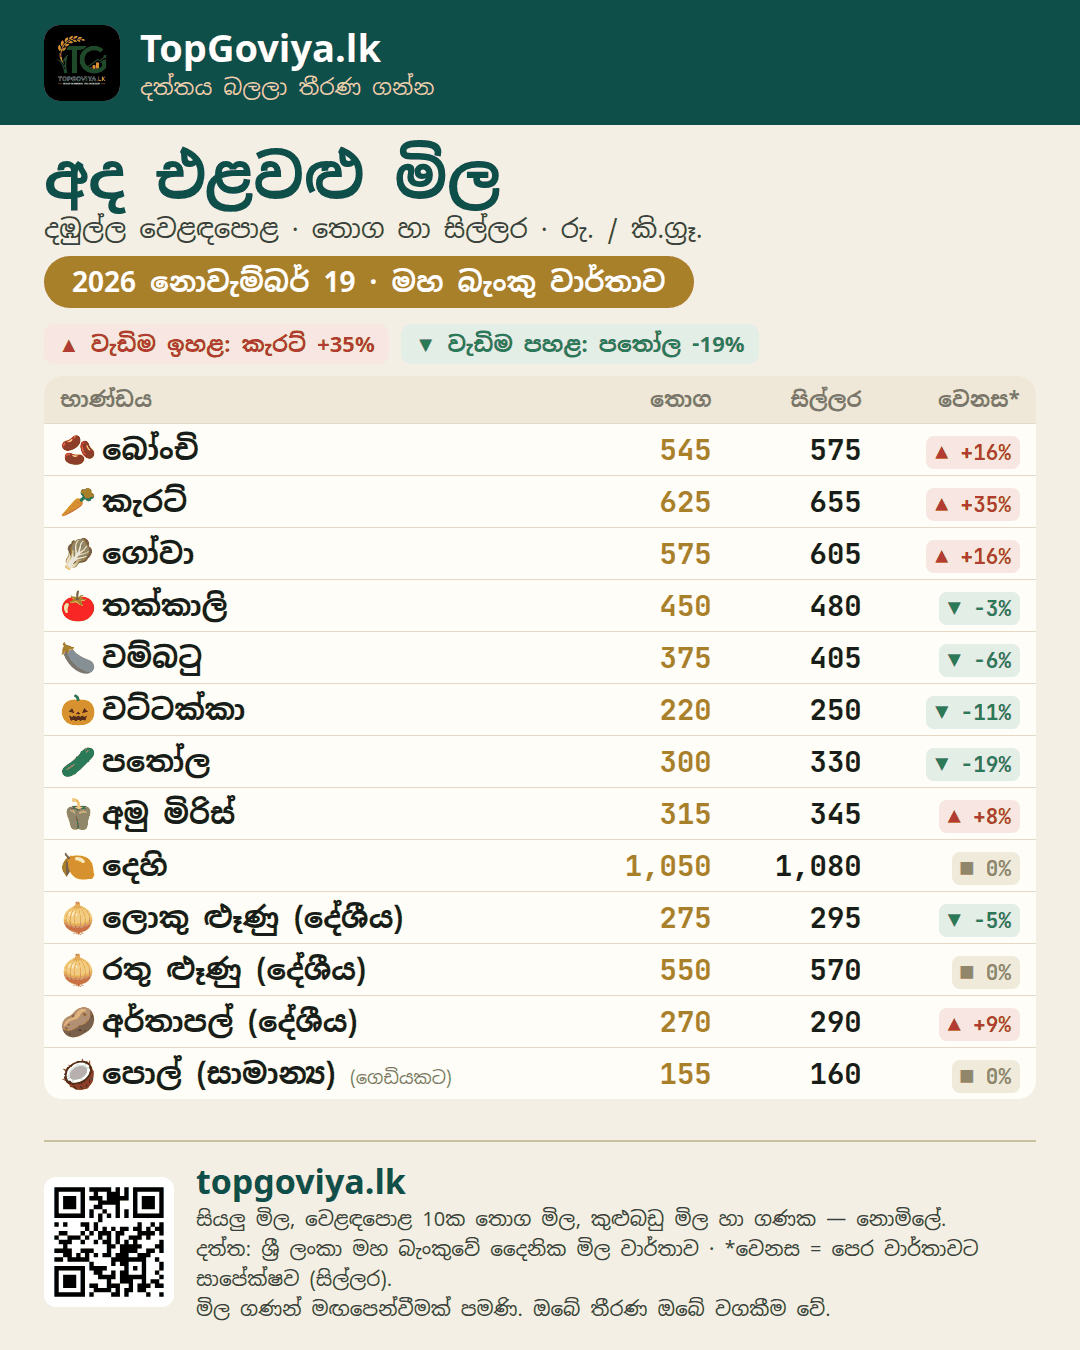 TG
TOPGOVIYA.LK
TopGoviya.lk
දත්තය බලලා තීරණ ගන්න
අද එළවළු මිල
දඹුල්ල වෙළඳපොළ · තොග හා සිල්ලර · රු. / කි.ග්‍රෑ.
2026 නොවැම්බර් 19 · මහ බැංකු වාර්තාව
▲ වැඩිම ඉහළ: කැරට් +35% ▼ වැඩිම පහළ: පතෝල -19%
භාණ්ඩය තොග සිල්ලර වෙනස*
බෝංචි 545 575 ▲ +16%
කැරට් 625 655 ▲ +35%
ගෝවා 575 605 ▲ +16%
තක්කාලි 450 480 ▼ -3%
වම්බටු 375 405 ▼ -6%
වට්ටක්කා 220 250 ▼ -11%
පතෝල 300 330 ▼ -19%
අමු මිරිස් 315 345 ▲ +8%
දෙහි 1,050 1,080 ■ 0%
ලොකු ළූණු (දේශීය) 275 295 ▼ -5%
රතු ළූණු (දේශීය) 550 570 ■ 0%
අර්තාපල් (දේශීය) 270 290 ▲ +9%
පොල් (සාමාන්‍ය) (ගෙඩියකට) 155 160 ■ 0%
topgoviya.lk
සියලු මිල, වෙළඳපොළ 10ක තොග මිල, කුළුබඩු මිල හා ගණක — නොමිලේ.
දත්ත: ශ්‍රී ලංකා මහ බැංකුවේ දෛනික මිල වාර්තාව · *වෙනස = පෙර වාර්තාවට
සාපේක්ෂව (සිල්ලර).
මිල ගණන් මඟපෙන්වීමක් පමණි. ඔබේ තීරණ ඔබේ වගකීම වේ.